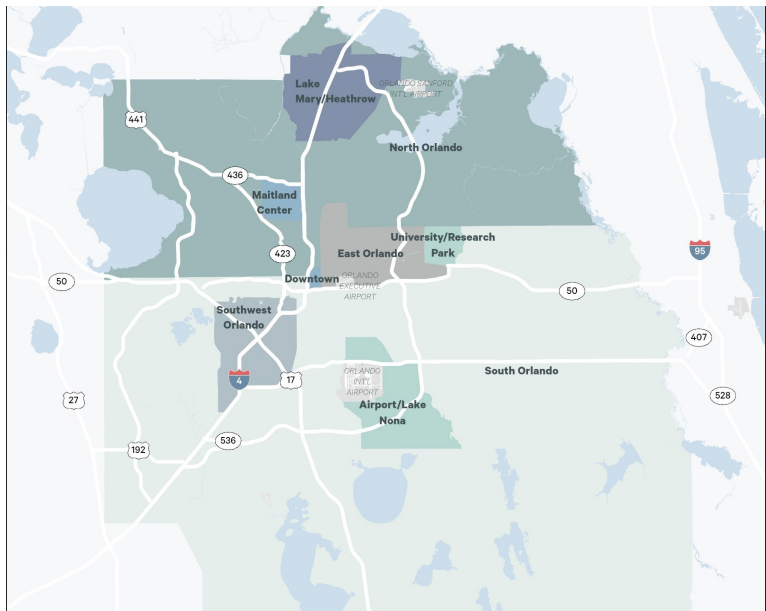 Lake
Mary/Heathrow
ORLANDO SANFORD
INT'L AIRPORT
441
North Orlando
436
Maitland
Center
University/Research
Park
423
East Orlando
95
50
Downtown
ORLANDO
EXECUTIVE
AIRPORT
50
Southwest
Orlando
407
4
17
ORLANDO
INT'L
AIRPORT
South Orlando
27
528
Airport/Lake
Nona
536
192